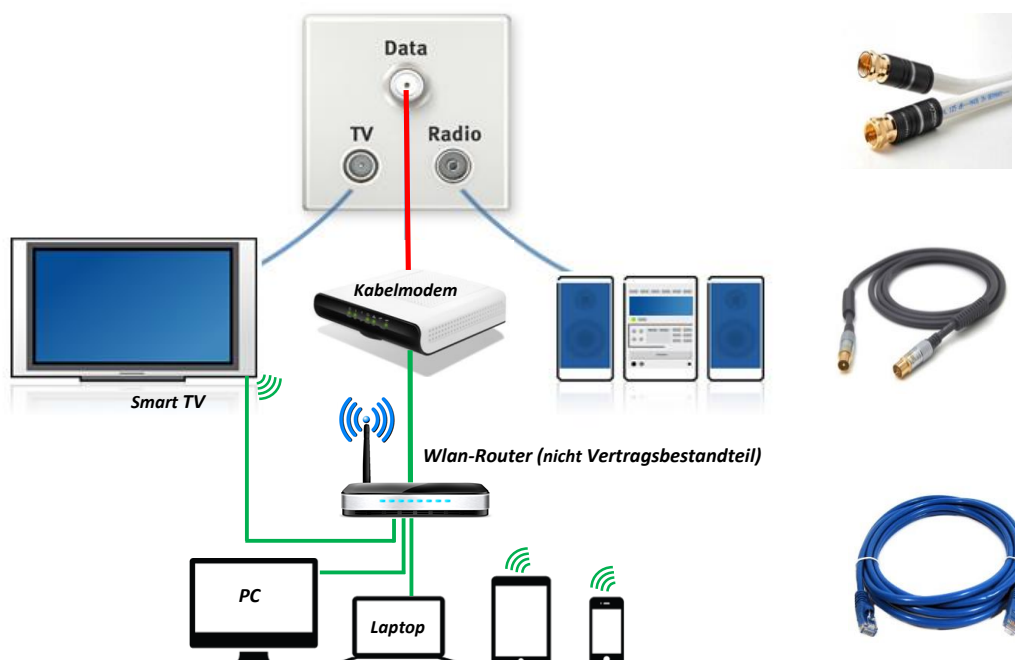 Data
TV
Radio
Kabelmodem
Smart TV
Wlan-Router (nicht Vertragsbestandteil)
PC
Laptop